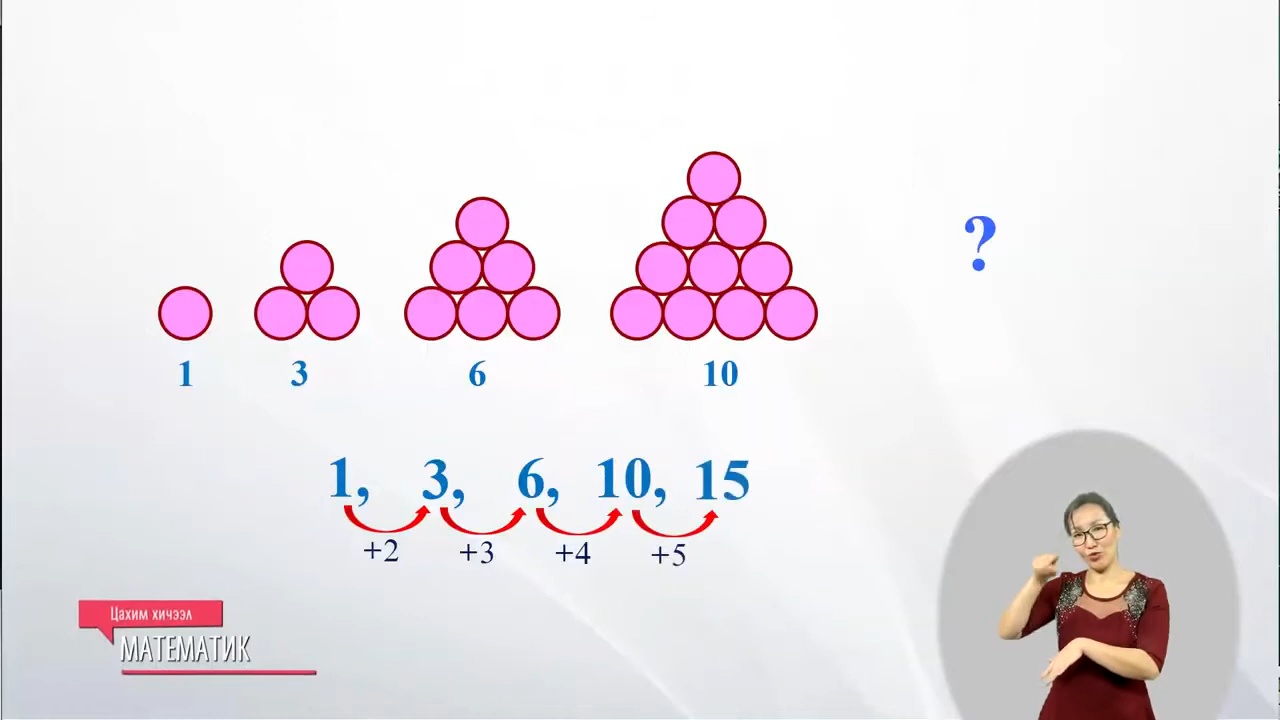 ?
1 3 6 10
1, 3, 6, 10, 15
+2 +3 +4 +5
Цахим хичээл
МАТЕМАТИК